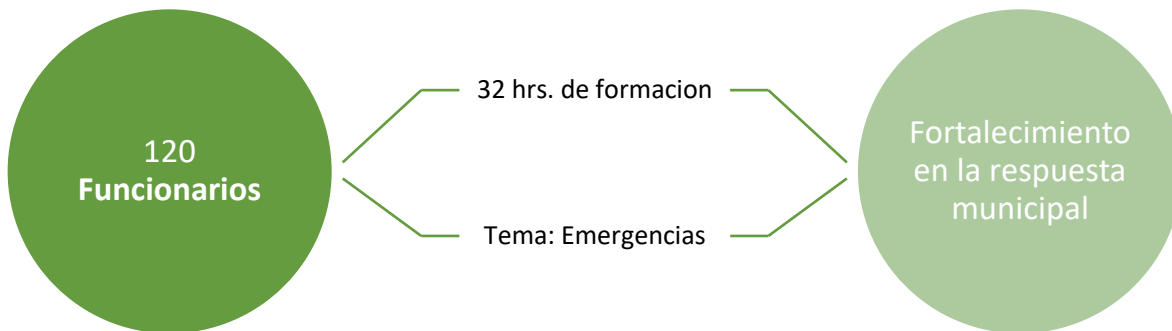 120
Funcionarios
32 hrs. de formacion
Tema: Emergencias
Fortalecimiento
en la respuesta
municipal